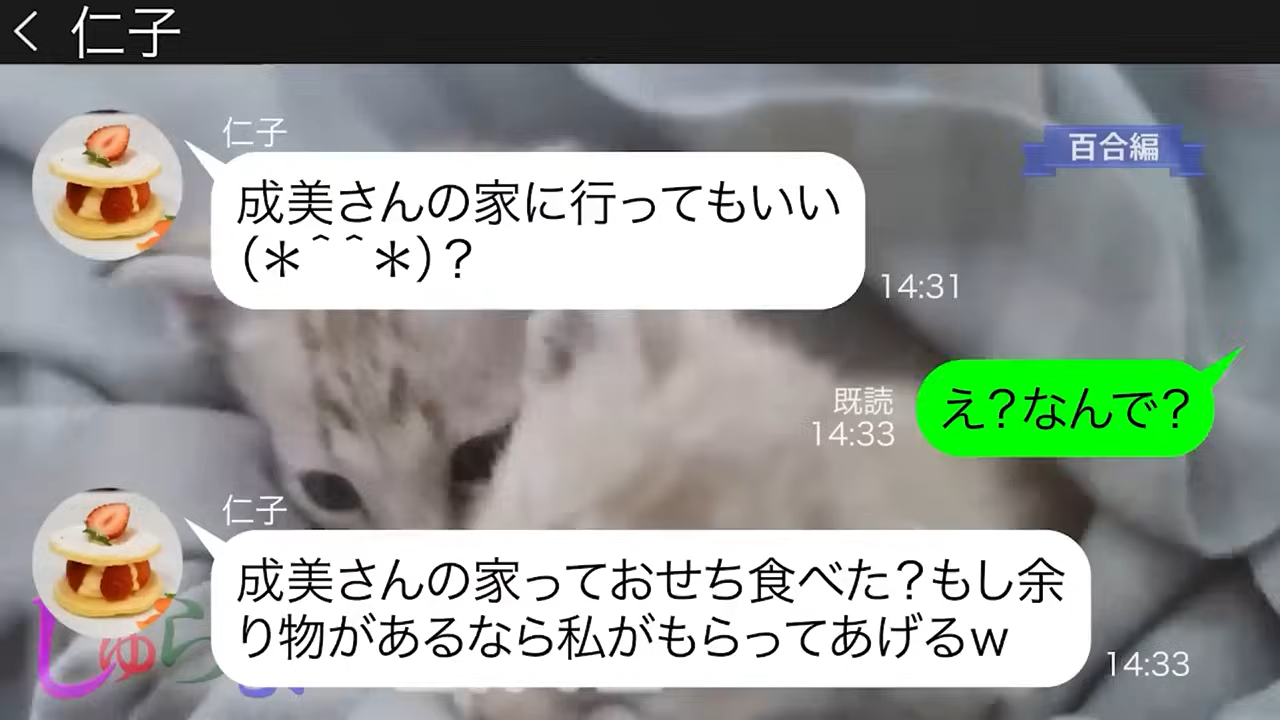 仁子
仁子
百合編
成美さんの家に行ってもいい
(＊＾＾＊)？
14:31
え？なんで？
既読
14:33
仁子
成美さんの家っておせち食べた？もし余
り物があるなら私がもらってあげるw
14:33
しゅら